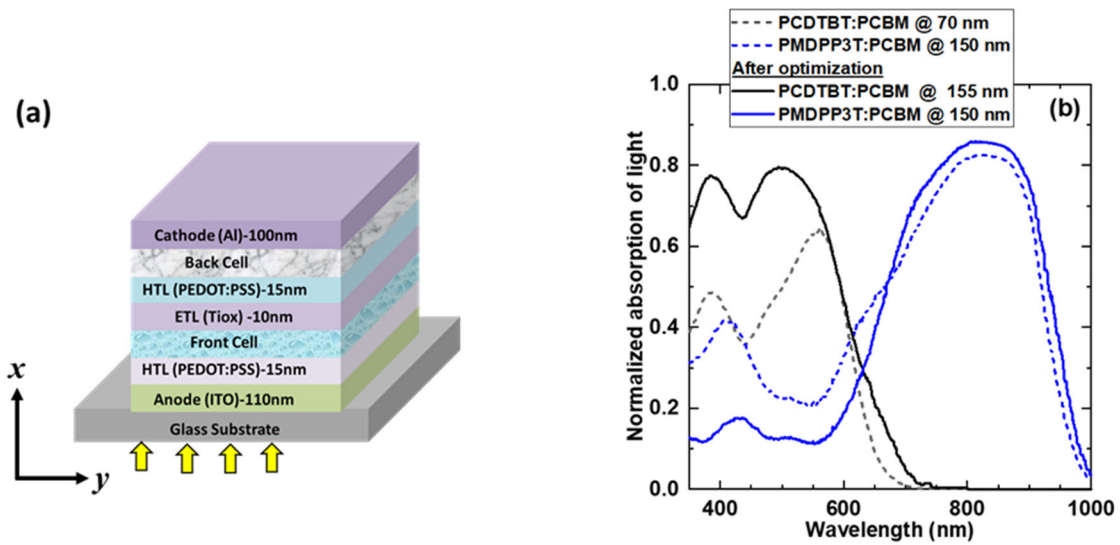 (a)
Cathode (Al)-100nm
Back Cell
HTL (PEDOT:PSS)-15nm
ETL (Tiox) -10nm
Front Cell
HTL (PEDOT:PSS)-15nm
Anode (ITO)-110nm
Glass Substrate
x
y
PCDTBT:PCBM @ 70 nm
PMDPP3T:PCBM @ 150 nm
After optimization
PCDTBT:PCBM @ 155 nm
PMDPP3T:PCBM @ 150 nm
(b)
Normalized absorption of light
1.0
0.8
0.6
0.4
0.2
0.0
400
600
800
1000
Wavelength (nm)